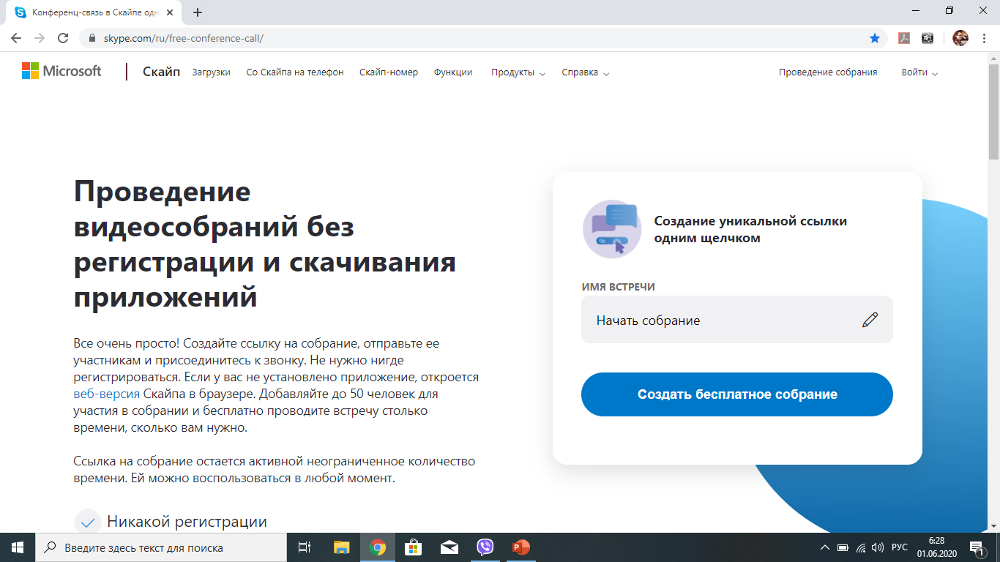 Конференц-связь в Скайпе одн
skype.com/ru/free-conference-call/
Microsoft
Скайп
Загрузки
Со Скайпа на телефон
Скайп-номер
Функции
Продукты
Справка
Проведение собрания
Войти
Проведение
видеособраний без
регистрации и скачивания
приложений
Все очень просто! Создайте ссылку на собрание, отправьте ее
участникам и присоединитесь к звонку. Не нужно нигде
регистрироваться. Если у вас не установлено приложение, откроется
веб-версия Скайпа в браузере. Добавляйте до 50 человек для
участия в собрании и бесплатно проводите встречу столько
времени, сколько вам нужно.
Ссылка на собрание остается активной неограниченное количество
времени. Ей можно воспользоваться в любой момент.
Никакой регистрации
Создание уникальной ссылки
одним щелчком
ИМЯ ВСТРЕЧИ
Начать собрание
Создать бесплатное собрание
Введите здесь текст для поиска
РУС
6:28
01.06.2020
1